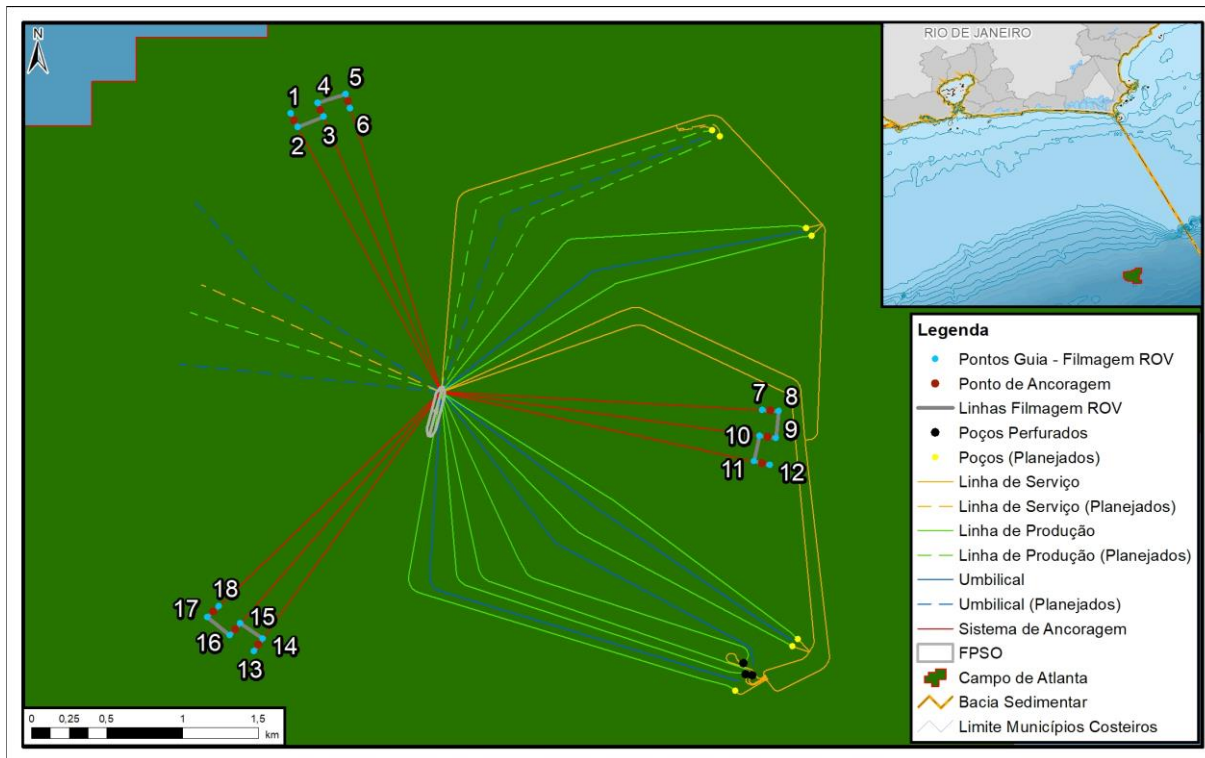 N
RIO DE JANEIRO
1
4
5
2
3
6
7
8
10
9
11
12
18
17
15
16
14
13
0 0,25 0,5 1 1,5
km
Legenda
Pontos Guia - Filmagem ROV
Ponto de Ancoragem
Linhas Filmagem ROV
Poços Perfurados
Poços (Planejados)
Linha de Serviço
Linha de Serviço (Planejados)
Linha de Produção
Linha de Produção (Planejados)
Umbilical
Umbilical (Planejados)
Sistema de Ancoragem
FPSO
Campo de Atlanta
Bacia Sedimentar
Limite Municípios Costeiros